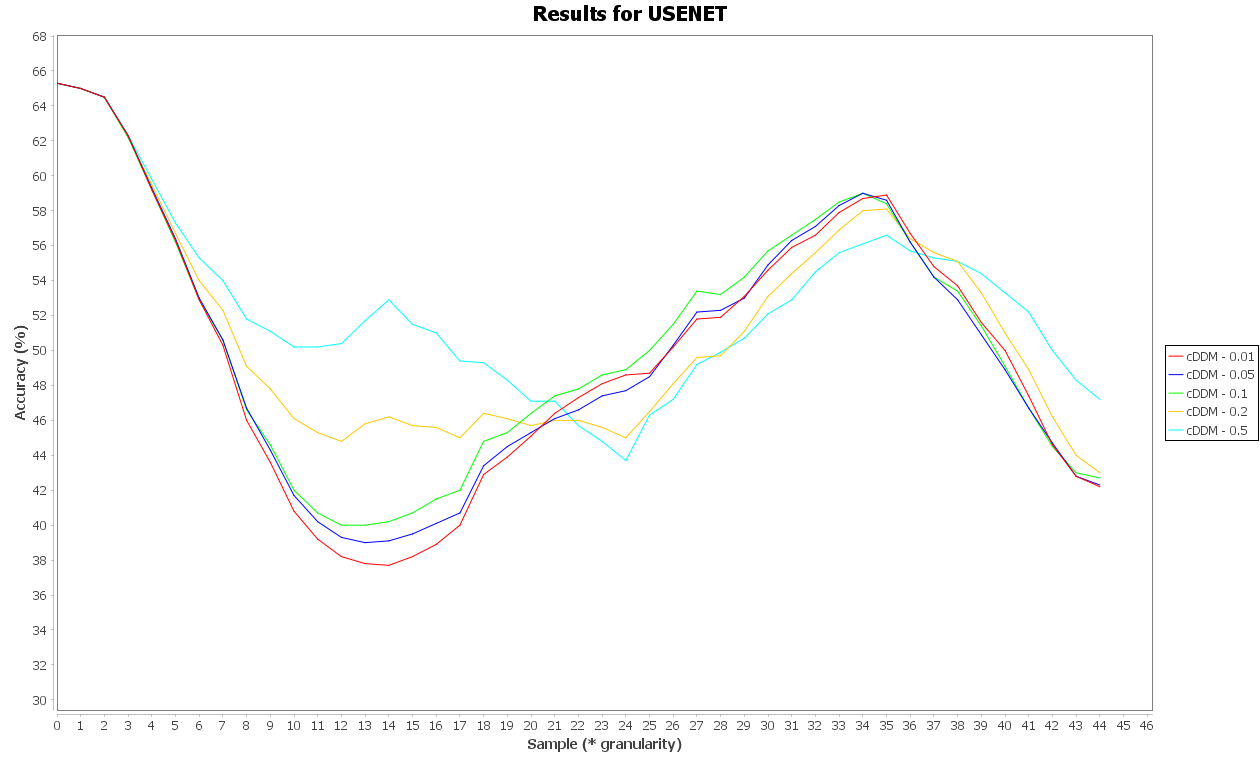 Results for USENET
68
66
64
62
60
58
56
54
52
50
48
46
44
42
40
38
36
34
32
30
Accuracy (%)
0 1 2 3 4 5 6 7 8 9 10 11 12 13 14 15 16 17 18 19 20 21 22 23 24 25 26 27 28 29 30 31 32 33 34 35 36 37 38 39 40 41 42 43 44 45 46
Sample (* granularity)
cDDM - 0.01
cDDM - 0.05
cDDM - 0.1
cDDM - 0.2
cDDM - 0.5